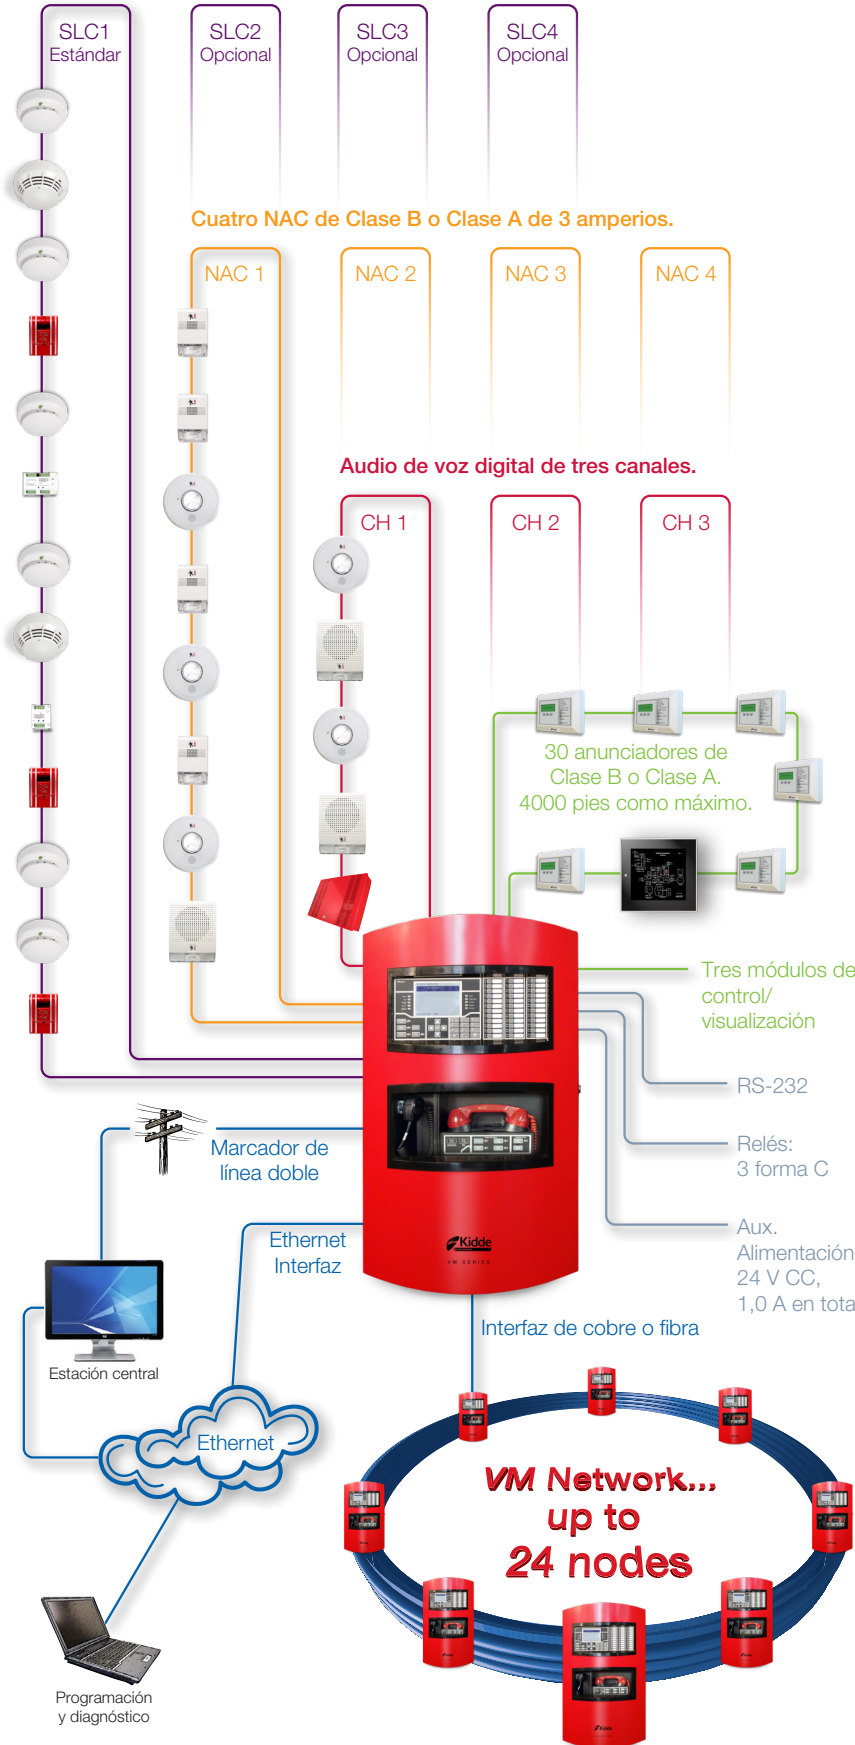 SLC1
Estándar
SLC2
Opcional
SLC3
Opcional
SLC4
Opcional
Cuatro NAC de Clase B o Clase A de 3 amperios.
NAC 1
NAC 2
NAC 3
NAC 4
Audio de voz digital de tres canales.
CH 1
CH 2
CH 3
30 anunciadores de
Clase B o Clase A.
4000 pies como máximo.
Tres módulos de
control/
visualización
RS-232
Relés:
3 forma C
Aux.
Alimentación
24 V CC,
1,0 A en tota
Marcador de
línea doble
Ethernet
Interfaz
Kidde
VM SERIES
Interfaz de cobre o fibra
Estación central
Ethernet
VM Network...
up to
24 nodes
Programación
y diagnóstico
Kidde